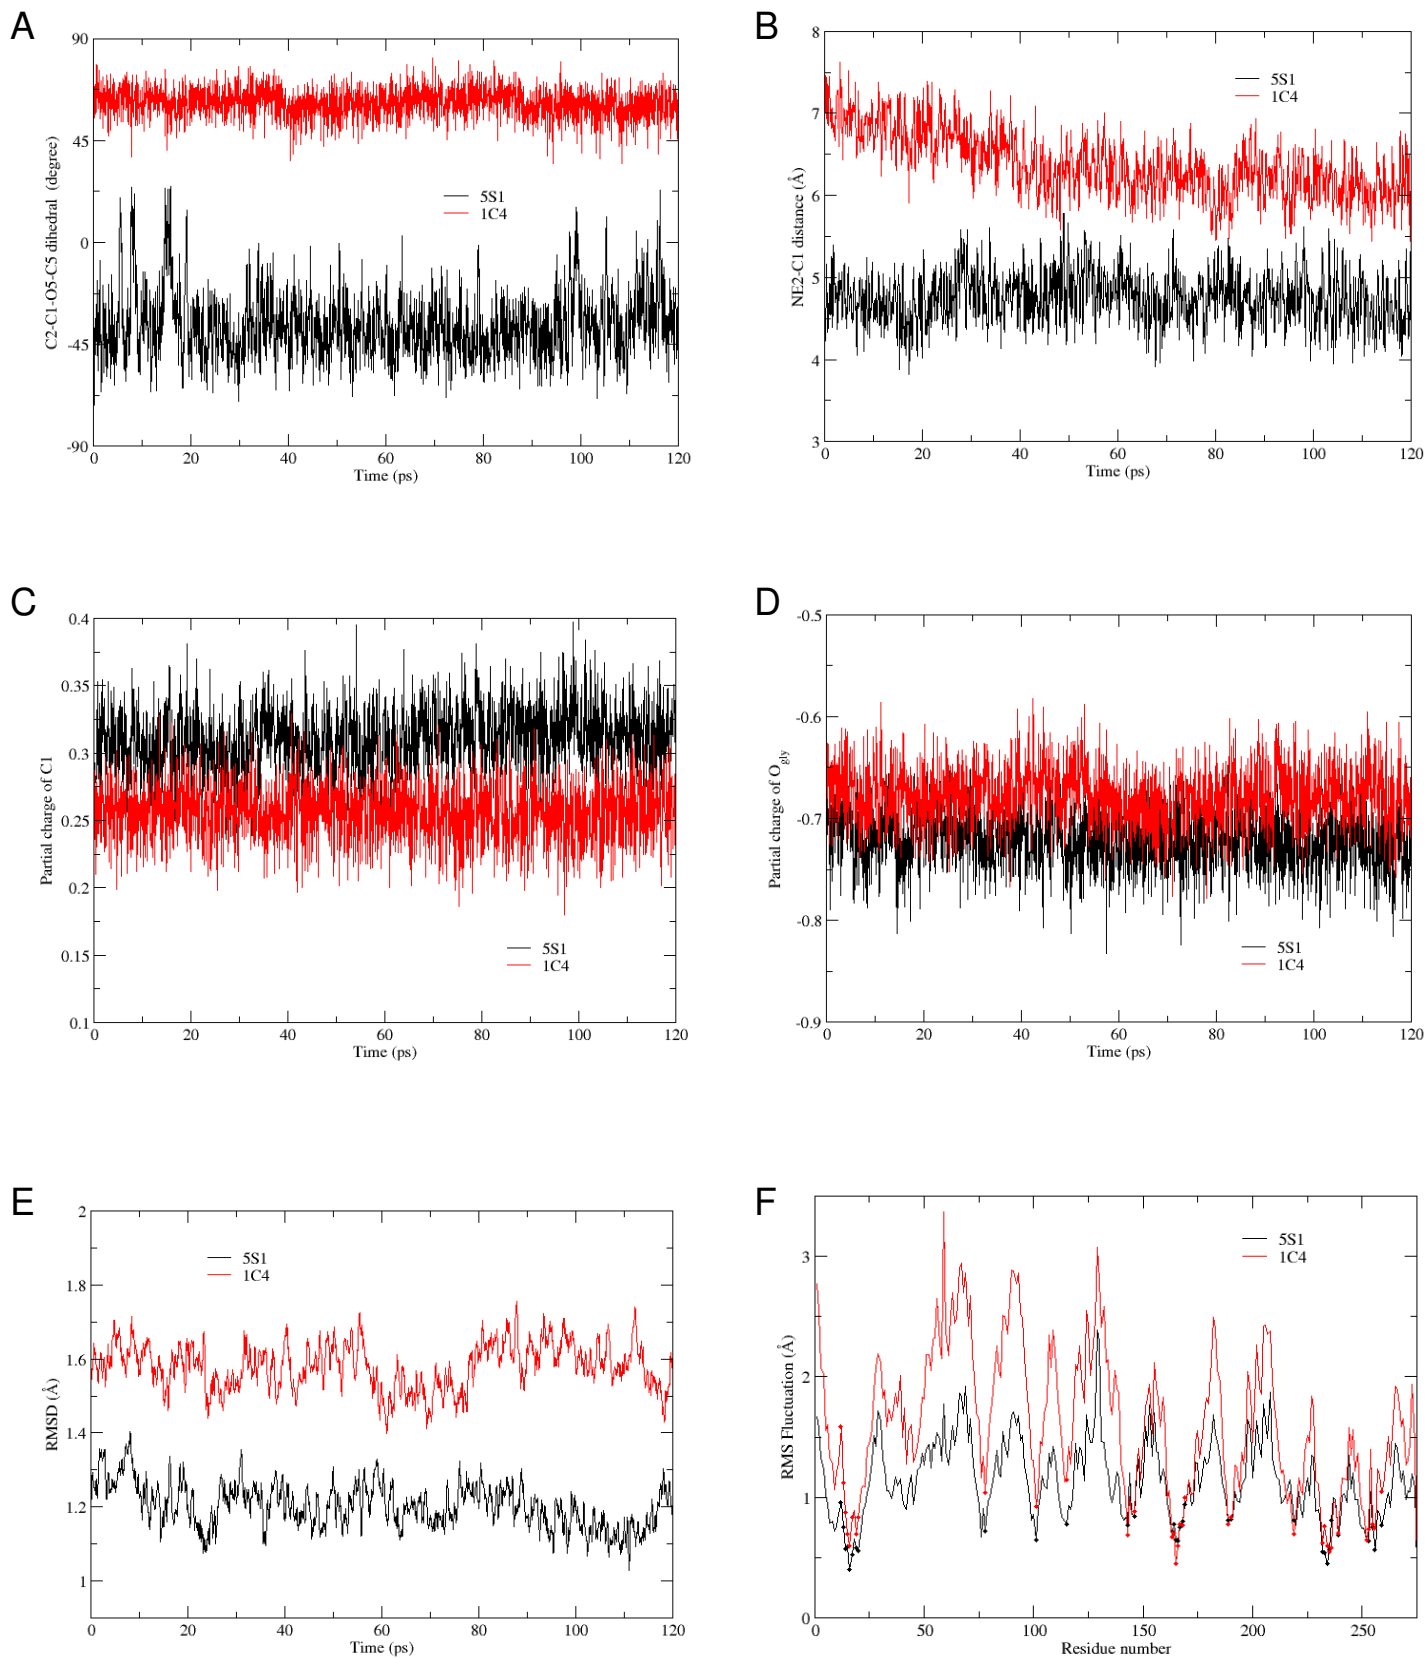 A
C2-C1-O5-C5 dihedral (degree)
90
45
0
-45
-90
5S1
1C4
0 20 40 60 80 100 120
Time (ps)
B
NE2-C1 distance (Å)
8
7
6
5
4
3
5S1
1C4
0 20 40 60 80 100 120
Time (ps)
C
Partial charge of C1
0.4
0.35
0.3
0.25
0.2
0.15
0.1
5S1
1C4
0 20 40 60 80 100 120
Time (ps)
D
Partial charge of Ogly
-0.5
-0.6
-0.7
-0.8
-0.9
5S1
1C4
0 20 40 60 80 100 120
Time (ps)
E
RMSD (Å)
2
1.8
1.6
1.4
1.2
1
5S1
1C4
0 20 40 60 80 100 120
Time (ps)
F
RMS Fluctuation (Å)
3
2
1
0
5S1
1C4
0 50 100 150 200 250
Residue number